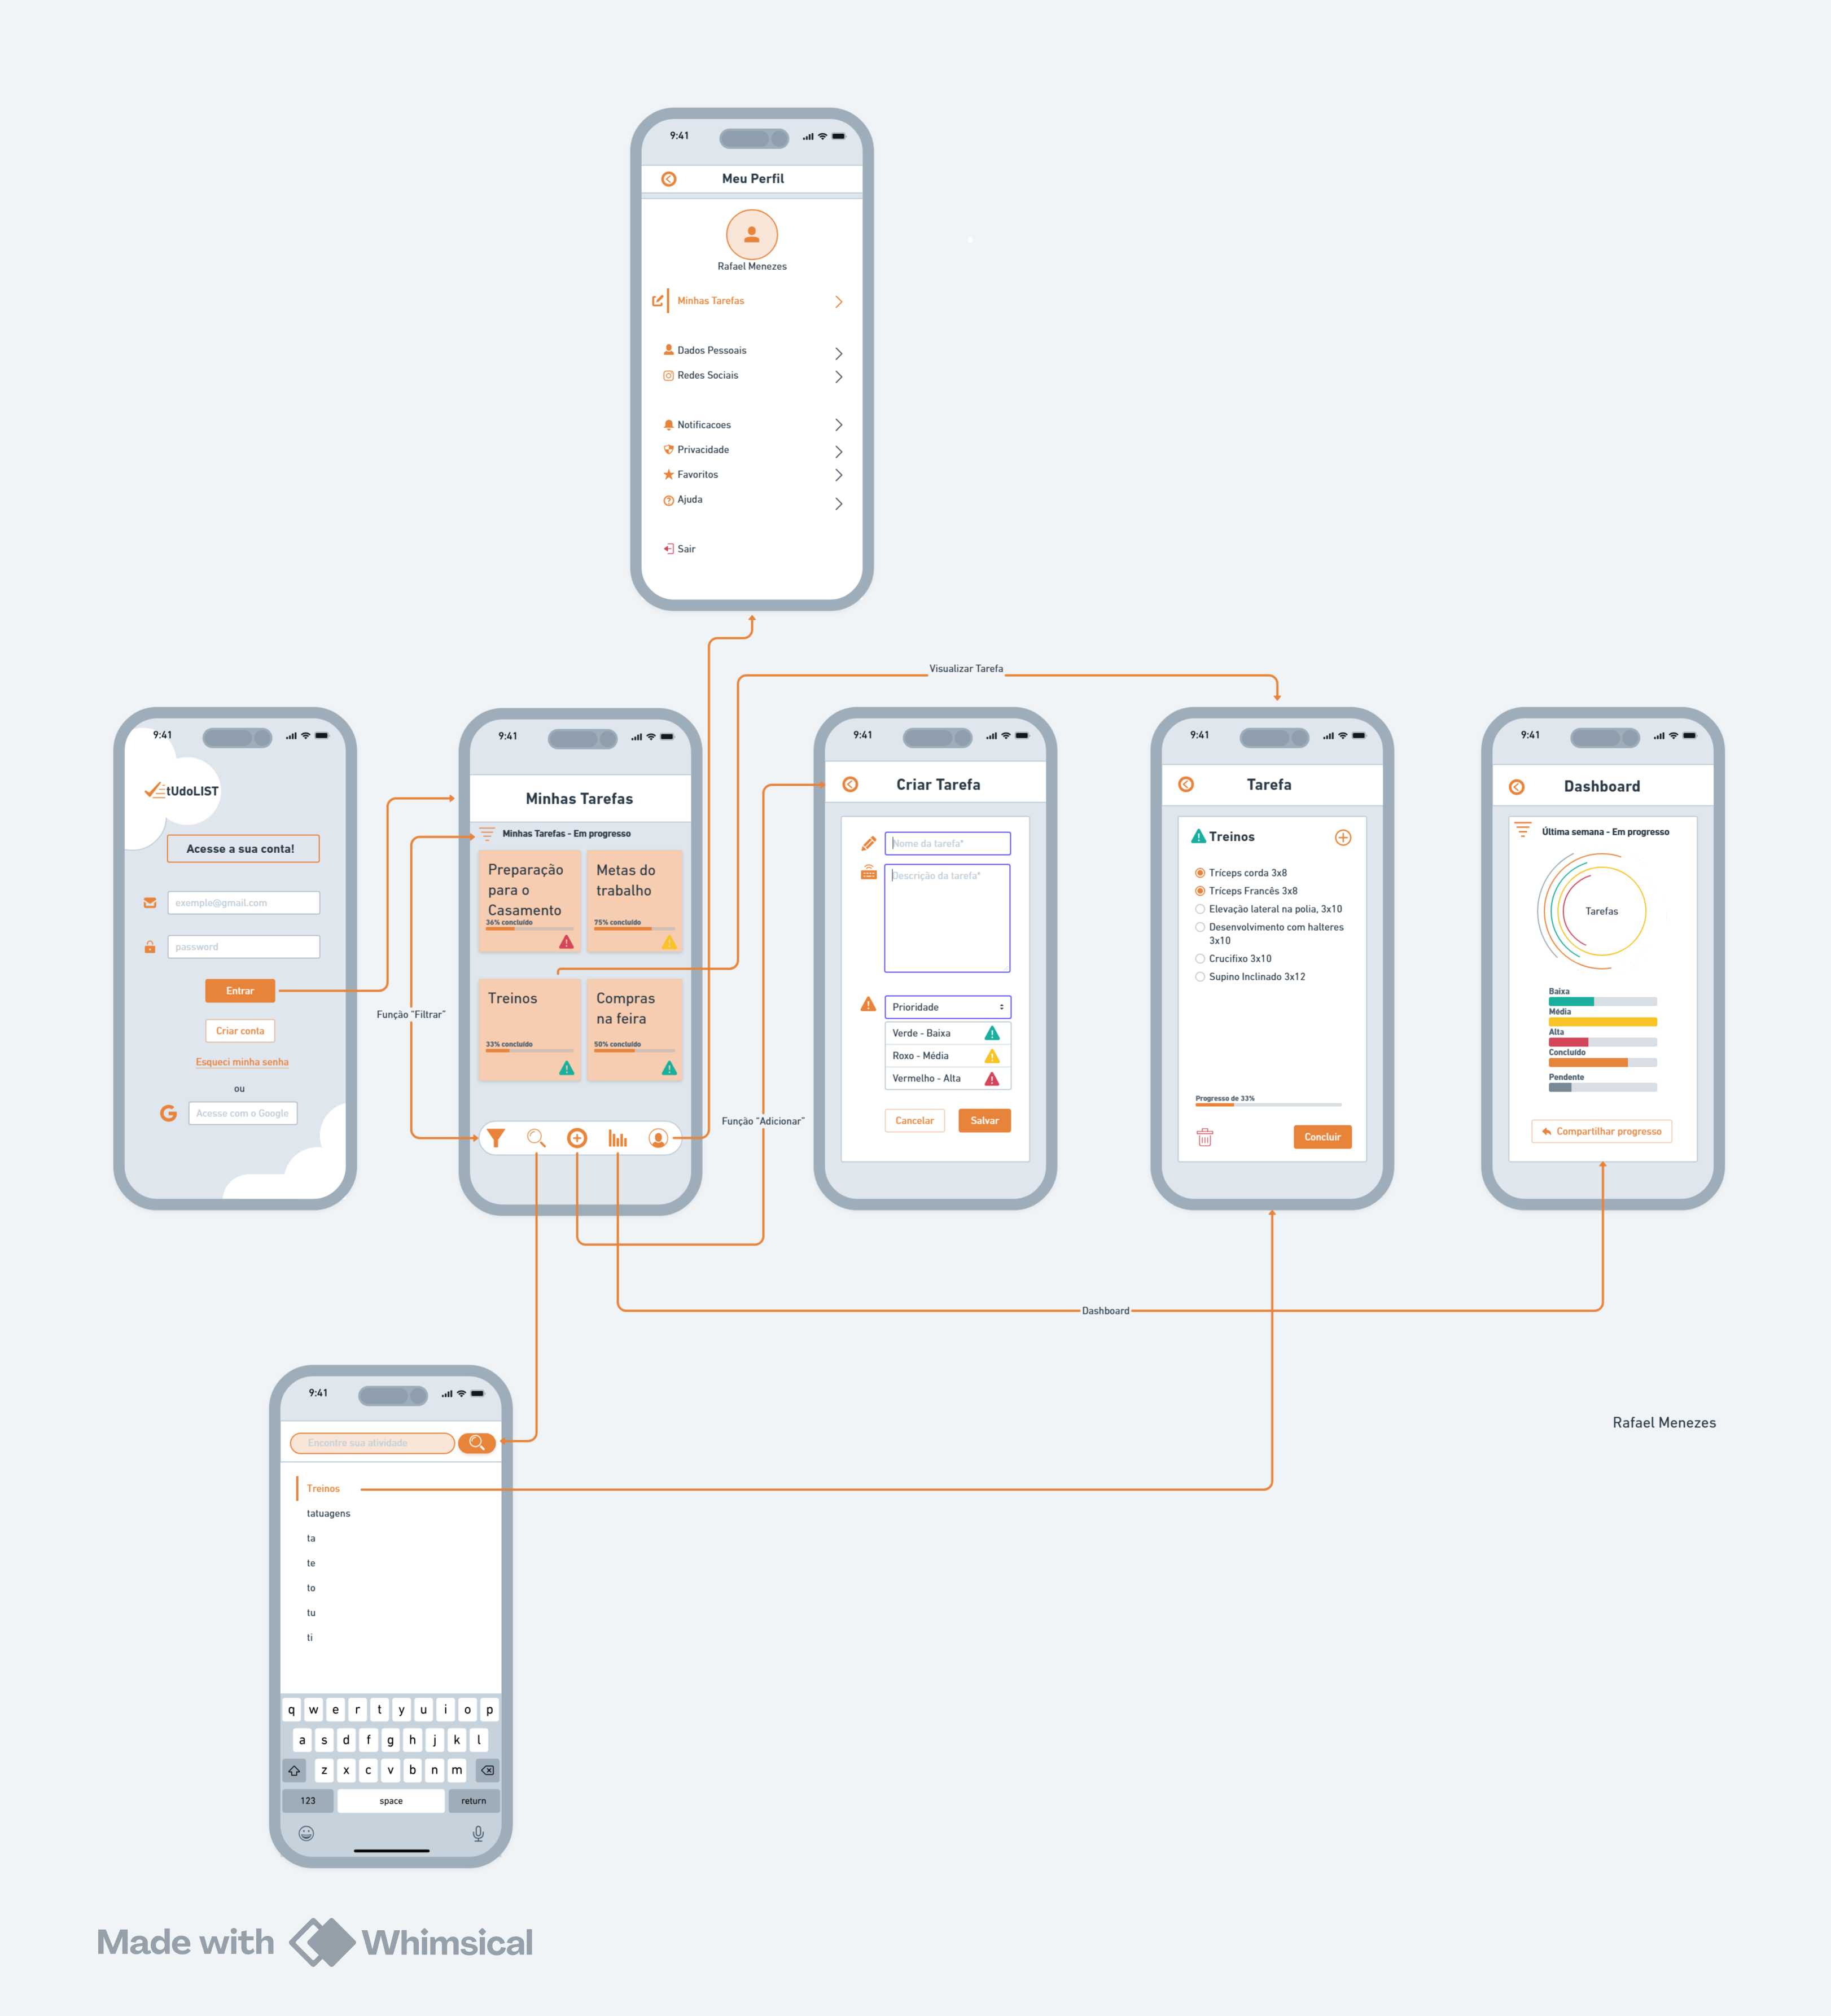 9:41
Meu Perfil
Rafael Menezes
Minhas Tarefas
Dados Pessoais
Redes Sociais
Notificacoes
Privacidade
Favoritos
Ajuda
Sair
Visualizar Tarefa
9:41
tUdoLIST
Acesse a sua conta!
exemple@gmail.com
password
Entrar
Criar conta
Esqueci minha senha
ou
G
Acesse com o Google
Função "Filtrar"
9:41
Minhas Tarefas
Minhas Tarefas - Em progresso
Preparação
para o
Casamento
36% concluído
Metas do
trabalho
75% concluído
Treinos
33% concluído
Compras
na feira
50% concluído
Função "Adicionar"
9:41
Criar Tarefa
Nome da tarefa*
Descrição da tarefa*
Prioridade
Verde - Baixa
Roxo - Média
Vermelho - Alta
Cancelar
Salvar
9:41
Tarefa
Treinos
Tríceps corda 3x8
Tríceps Francês 3x8
Elevação lateral na polia, 3x10
Desenvolvimento com halteres
3x10
Crucifixo 3x10
Supino Inclinado 3x12
Progresso de 33%
Concluir
9:41
Dashboard
Última semana - Em progresso
Tarefas
Baixa
Média
Alta
Concluído
Pendente
Compartilhar progresso
Dashboard
9:41
Encontre sua atividade
Treinos
tatuagens
ta
te
to
tu
ti
q w e r t y u i o p
a s d f g h j k l
z x c v b n m
123 space return
Rafael Menezes
Made with Whimsical